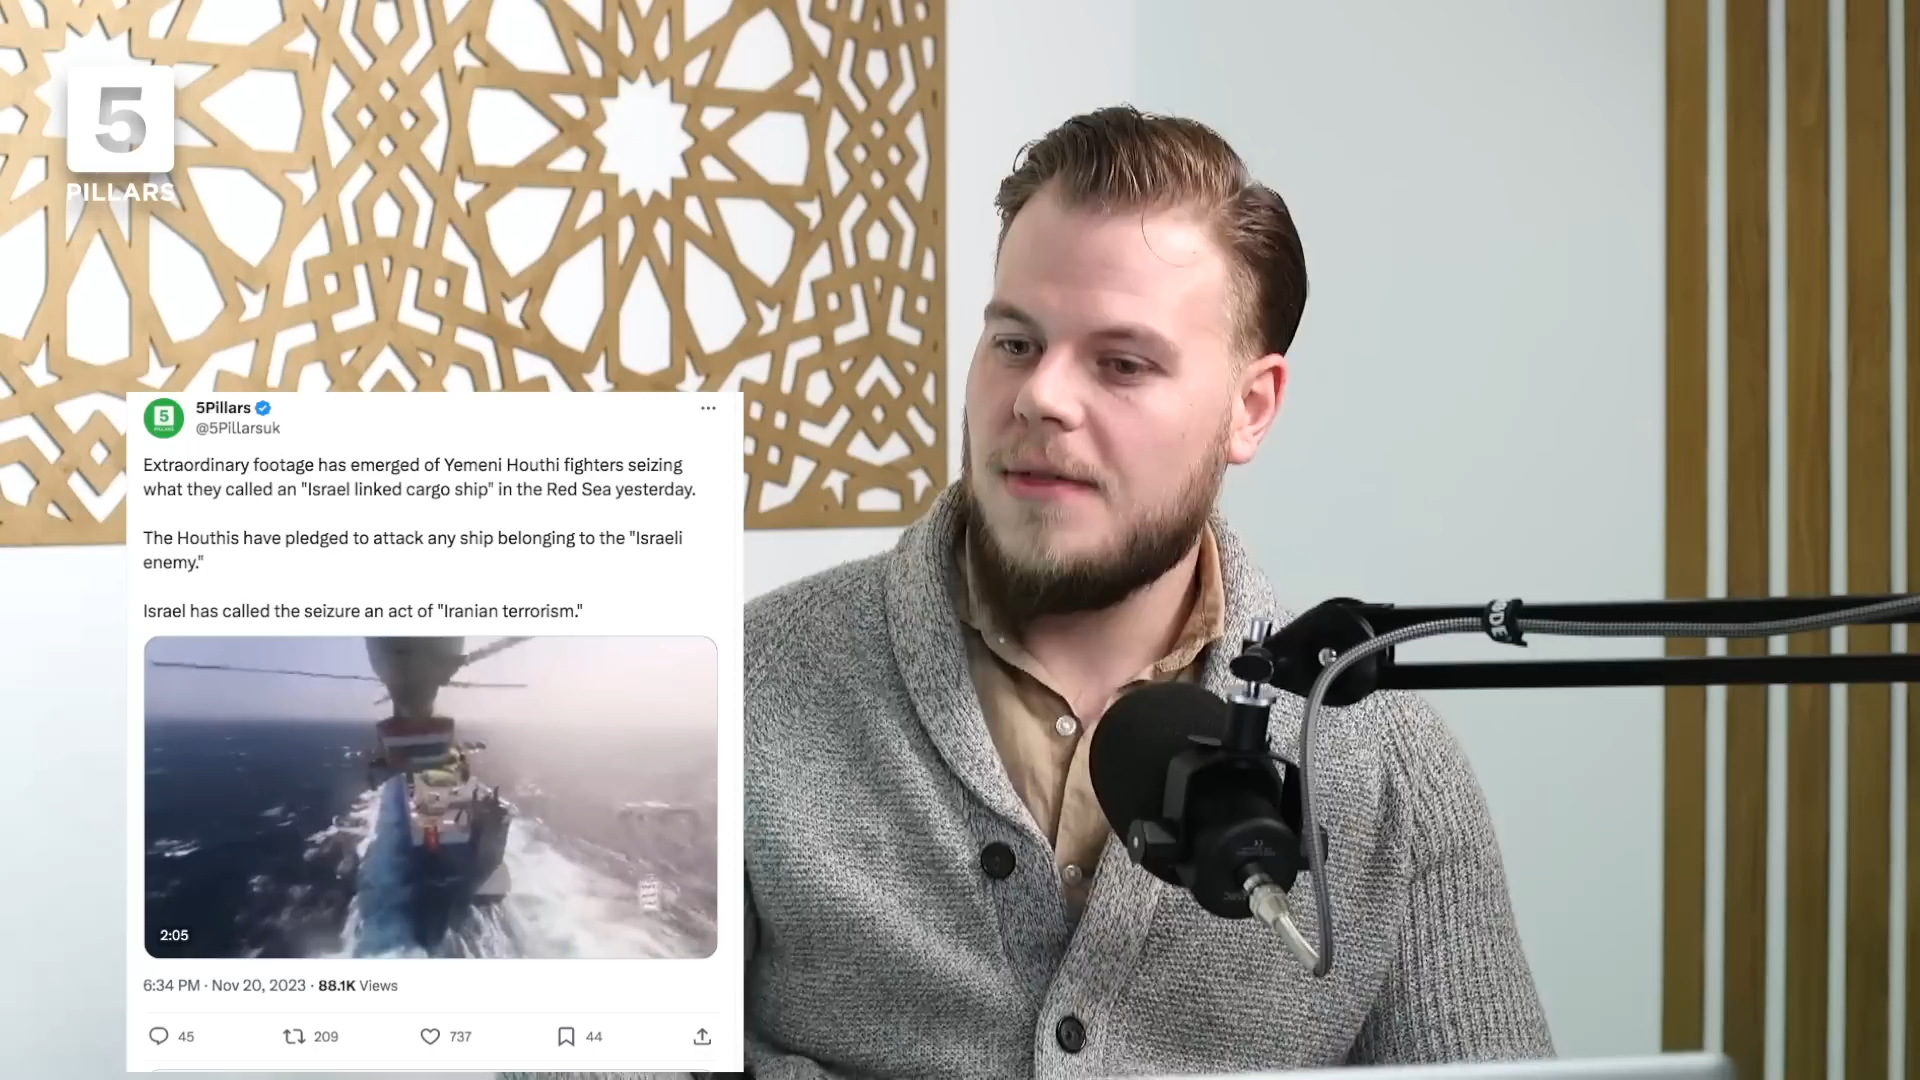 5
PILLARS
5
5Pillars
@5Pillarsuk
Extraordinary footage has emerged of Yemeni Houthi fighters seizing
what they called an "Israel linked cargo ship" in the Red Sea yesterday.
The Houthis have pledged to attack any ship belonging to the "Israeli
enemy."
Israel has called the seizure an act of "Iranian terrorism."
2:05
6:34 PM · Nov 20, 2023 · 88.1K Views
45 209 737 44
RODE